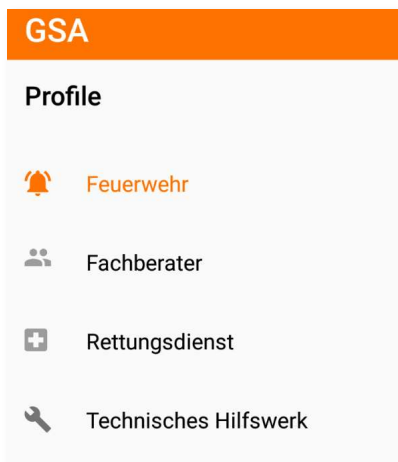 GSA
Profile
Feuerwehr
Fachberater
Rettungsdienst
Technisches Hilfswerk